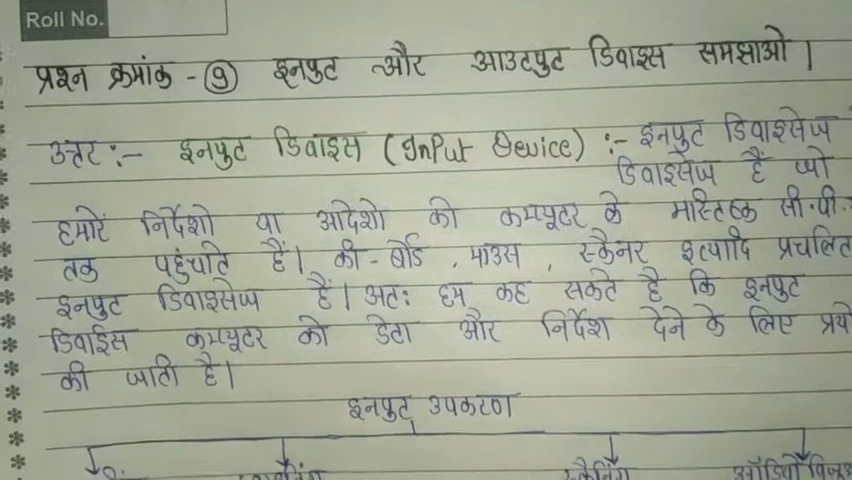 Roll No.
प्रश्न क्रमांक - ⑨ इनपुट और आउटपुट डिवाइस समझाओ।
उत्तर :- इनपुट डिवाइस (Input Device) :- इनपुट डिवाइसेज
डिवाइसेज हैं जो
हमारे निर्देशो या आदेशो को कम्प्यूटर के मस्तिष्क सी.पी.
तक पहुंचाते हैं। की-बोर्ड, माउस, स्कैनर इत्यादि प्रचलित
इनपुट डिवाइसेज हैं। अतः हम कह सकते है कि इनपुट
डिवाईस कम्प्यूटर को डेटा और निर्देश देने के लिए प्रयो
की जाती है।
इनपुट उपकरण
स्कैनिंग ऑडियो विजुअ